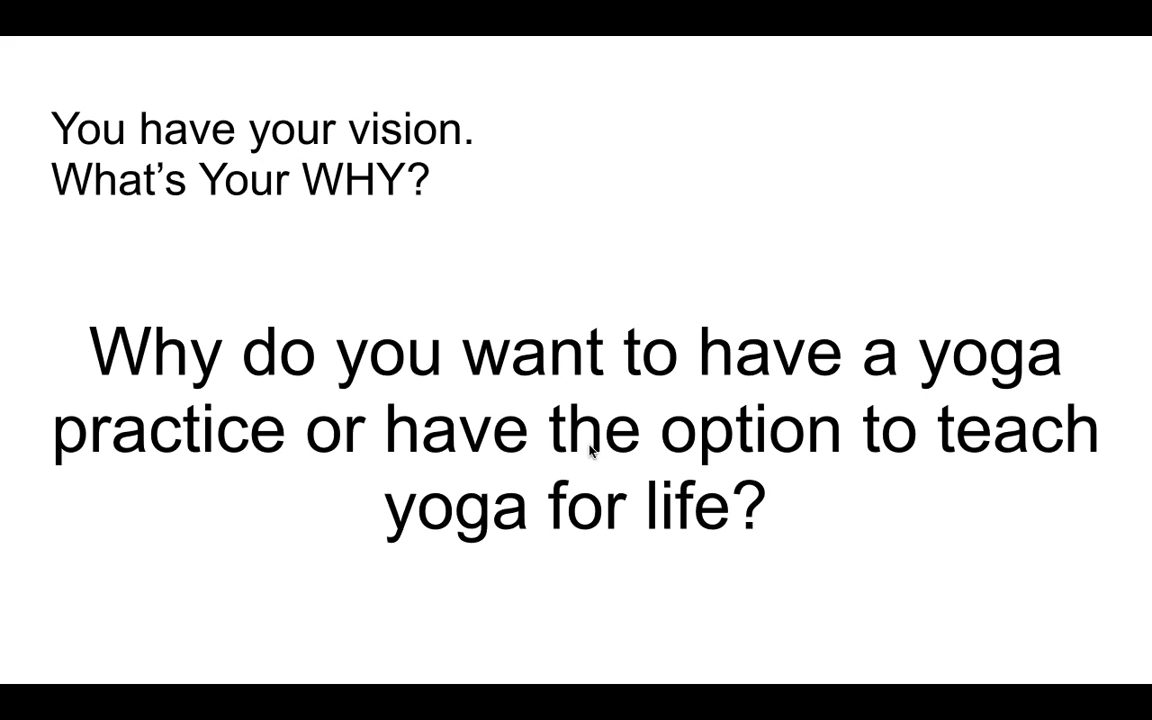 You have your vision.
What’s Your WHY?
Why do you want to have a yoga
practice or have the option to teach
yoga for life?